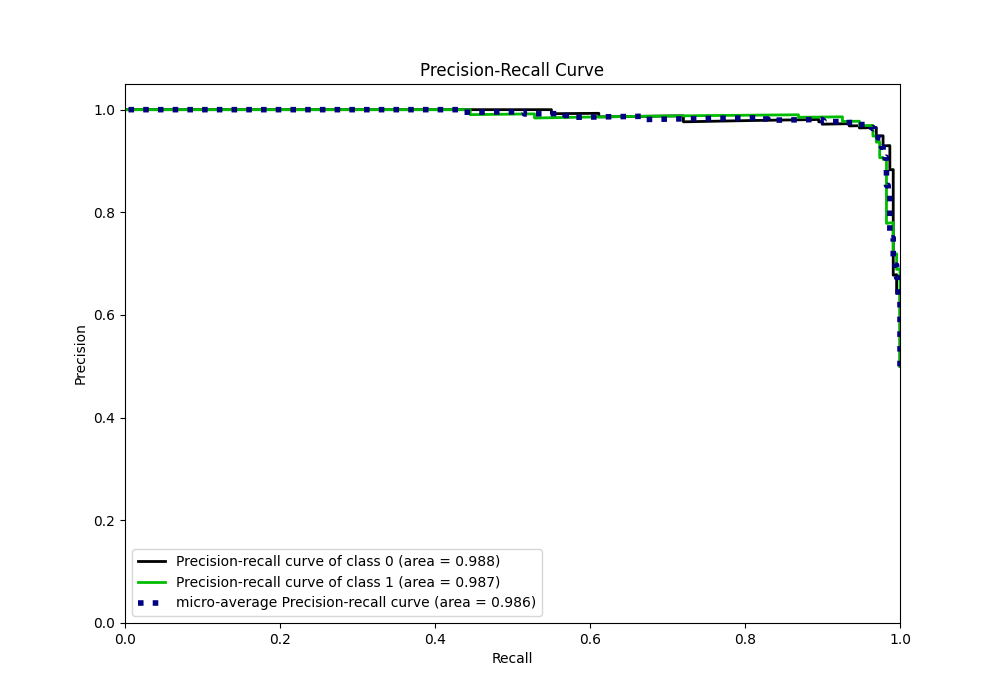 Precision-Recall Curve
1.0
0.8
0.6
0.4
0.2
0.0
Precision
Precision-recall curve of class 0 (area = 0.988)
Precision-recall curve of class 1 (area = 0.987)
micro-average Precision-recall curve (area = 0.986)
0.0 0.2 0.4 0.6 0.8 1.0
Recall